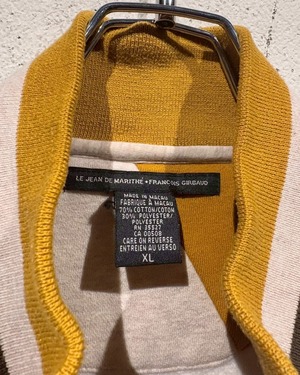 LE JEAN DE MARITHÉ • FRANÇOIS GIRBAUD
MADE IN MACAU
FABRIQUÉ À MACAO
70% COTTON/COTON
30% POLYESTER/
POLYESTER
RN 35527
CA 00508
CARE ON REVERSE
ENTREIEN AU VERSO
XL